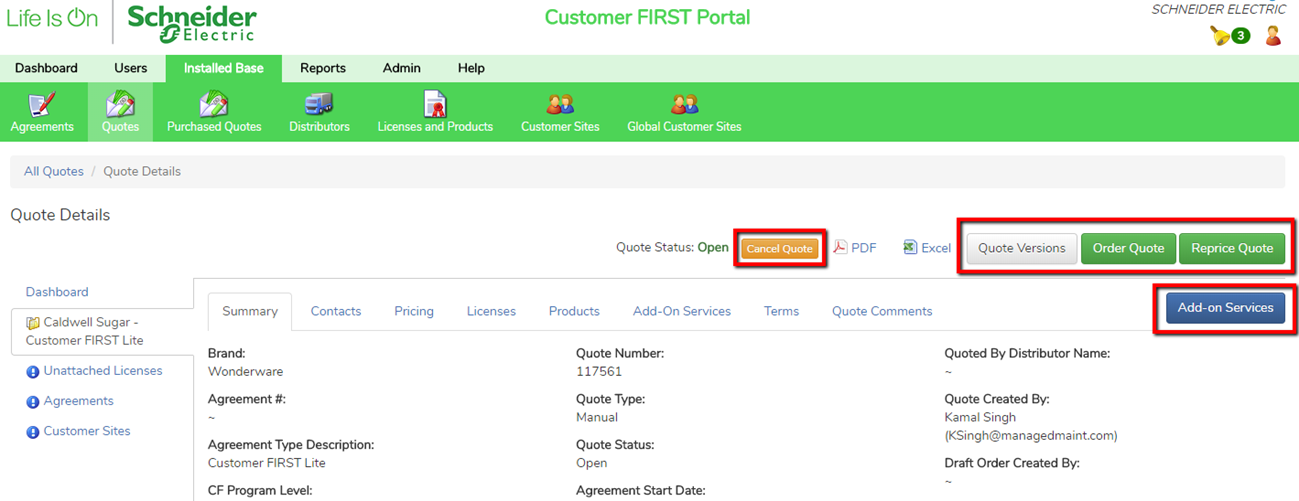 Life Is On
Schneider Electric
Customer FIRST Portal
SCHNEIDER ELECTRIC
3
Dashboard Users Installed Base Reports Admin Help
Agreements Quotes Purchased Quotes Distributors Licenses and Products Customer Sites Global Customer Sites
All Quotes / Quote Details
Quote Details
Quote Status: Open Cancel Quote PDF Excel Quote Versions Order Quote Reprice Quote
Add-on Services
Dashboard
Caldwell Sugar -
Customer FIRST Lite
Unattached Licenses
Agreements
Customer Sites
Summary Contacts Pricing Licenses Products Add-On Services Terms Quote Comments
Brand:
Wonderware
Agreement #:
~
Agreement Type Description:
Customer FIRST Lite
CF Program Level:
Quote Number:
117561
Quote Type:
Manual
Quote Status:
Open
Agreement Start Date:
Quoted By Distributor Name:
~
Quote Created By:
Kamal Singh
(KSingh@managedmaint.com)
Draft Order Created By:
~